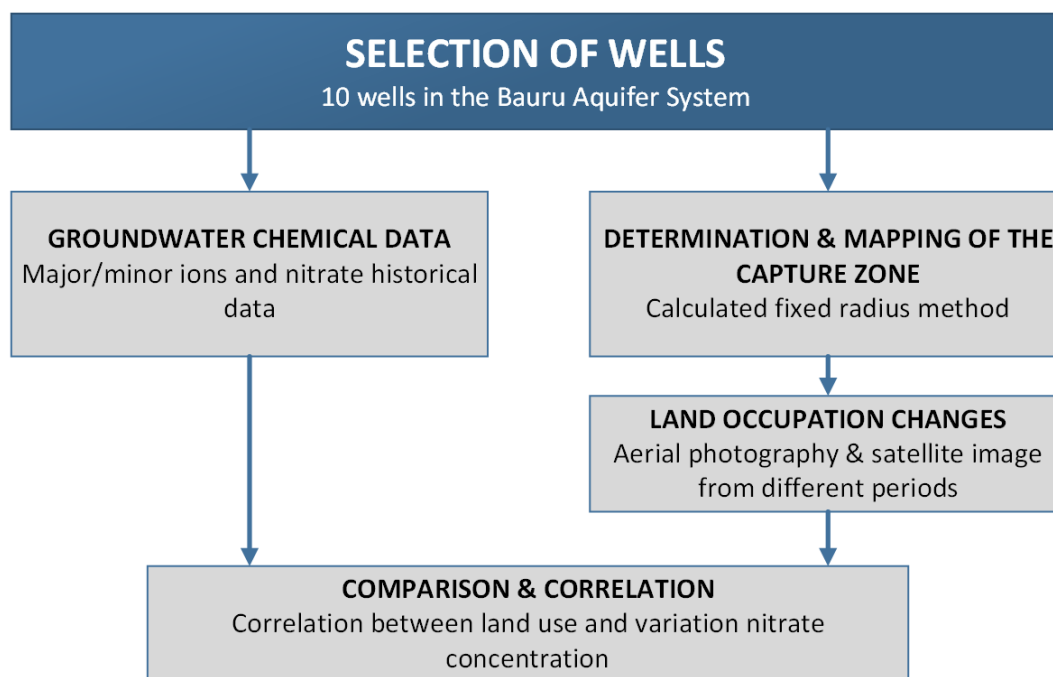 SELECTION OF WELLS
10 wells in the Bauru Aquifer System
GROUNDWATER CHEMICAL DATA
Major/minor ions and nitrate historical
data
DETERMINATION & MAPPING OF THE
CAPTURE ZONE
Calculated fixed radius method
LAND OCCUPATION CHANGES
Aerial photography & satellite image
from different periods
COMPARISON & CORRELATION
Correlation between land use and variation nitrate
concentration